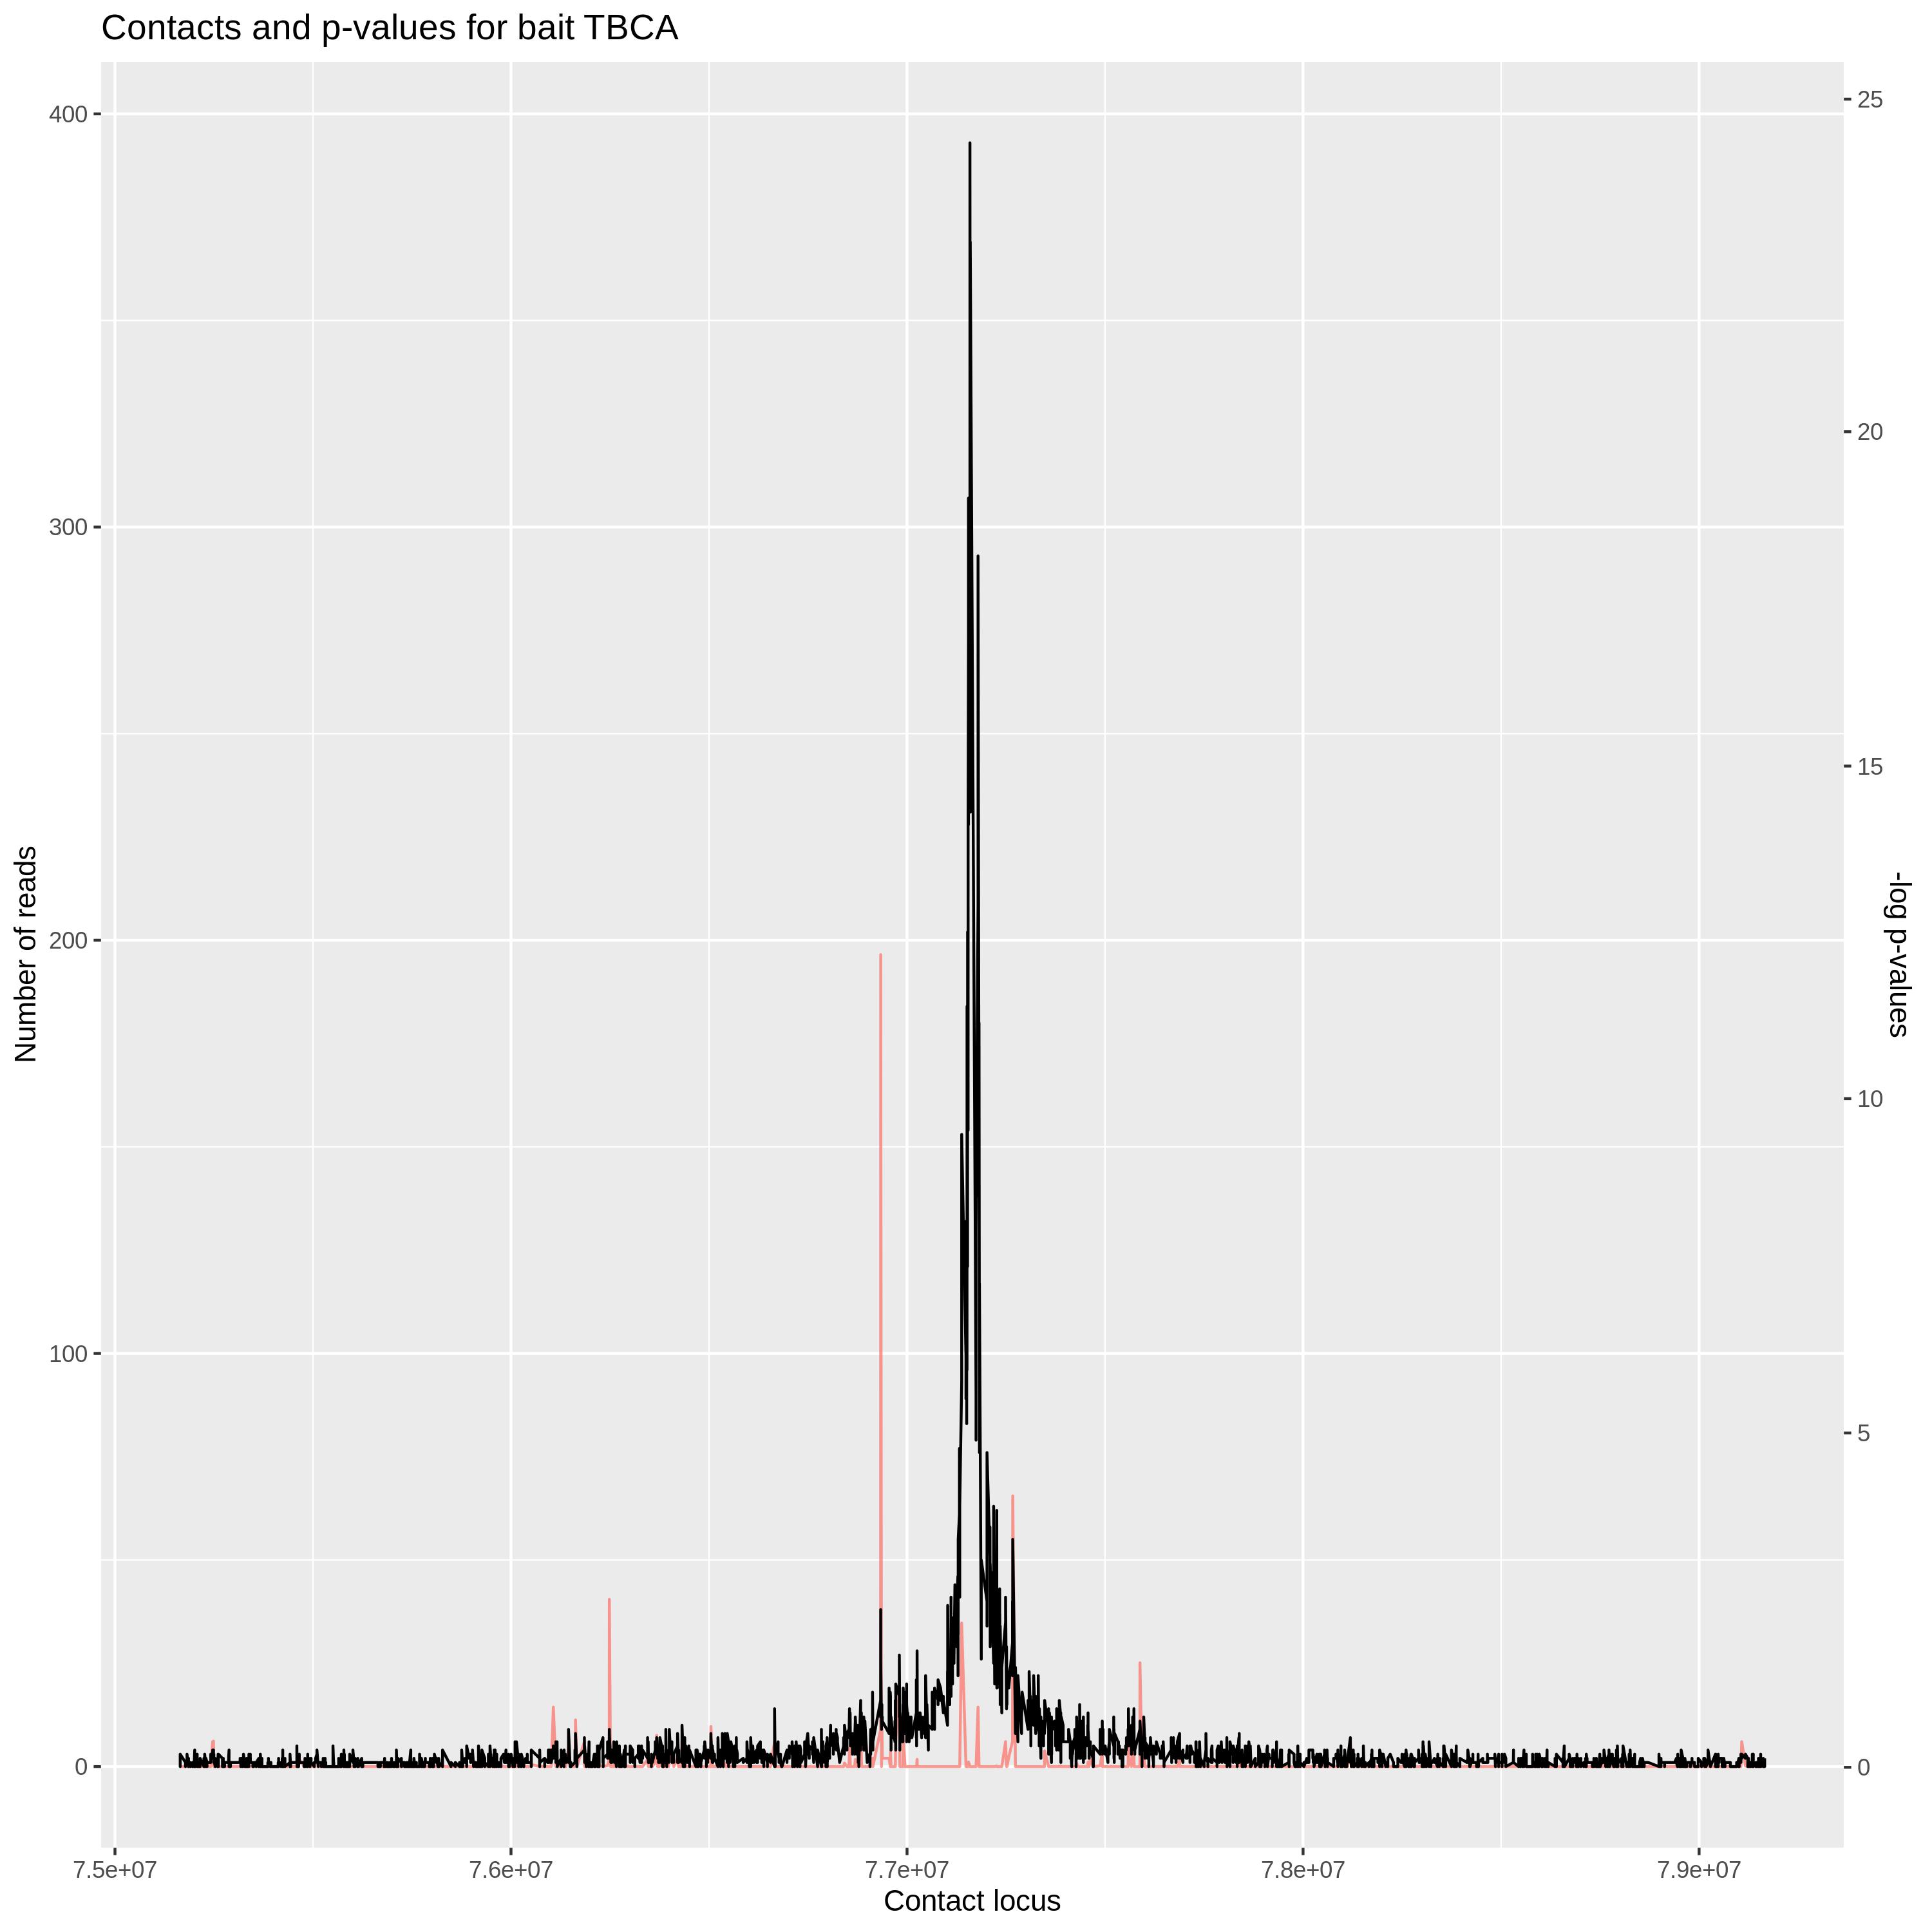 Contacts and p-values for bait TBCA
400
300
200
100
0
Number of reads
25
20
15
10
5
0
-log p-values
7.5e+07
7.6e+07
7.7e+07
7.8e+07
7.9e+07
Contact locus